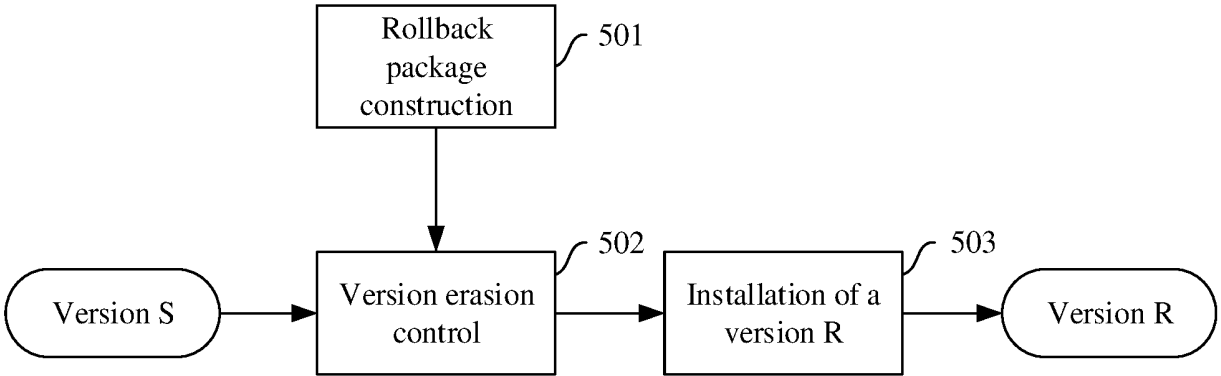 Rollback
package
construction
501
Version S
Version erasion
control
502
Installation of a
version R
503
Version R